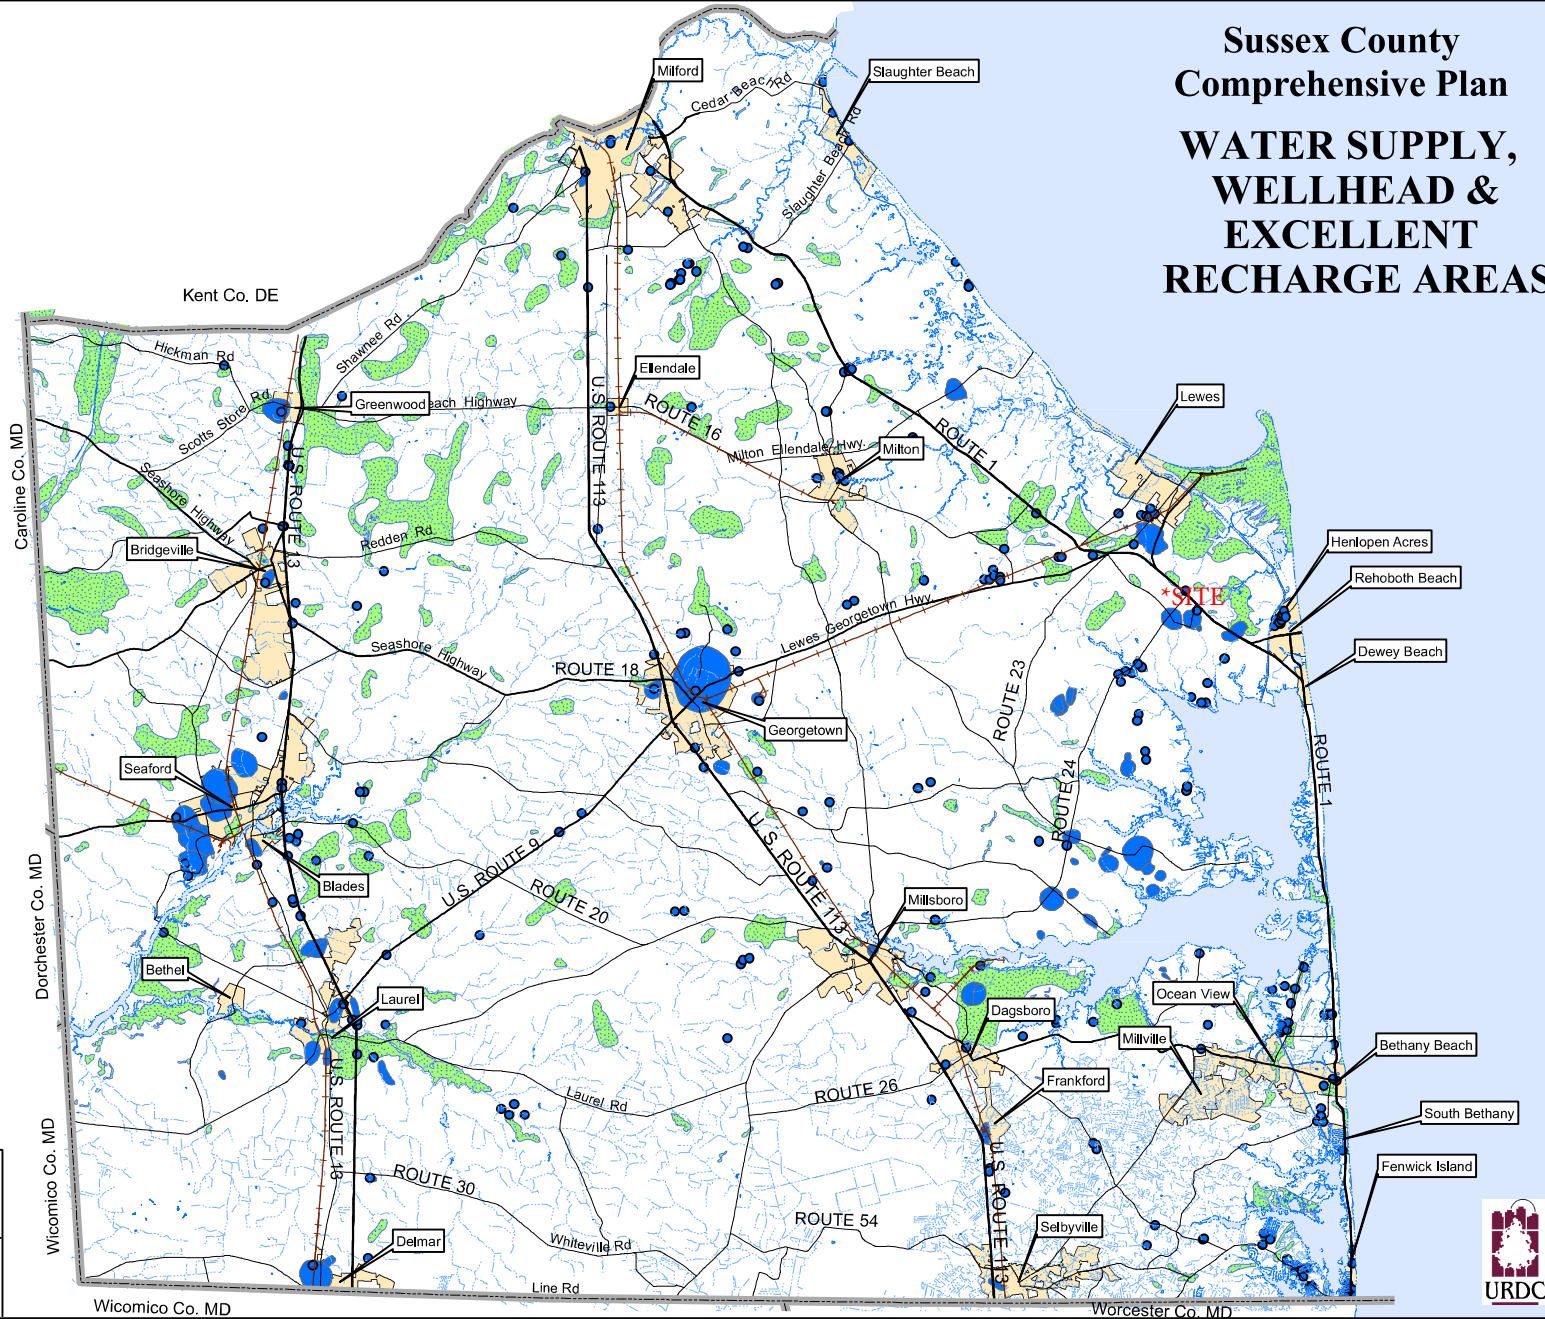 Sussex County
Comprehensive Plan
WATER SUPPLY,
WELLHEAD &
EXCELLENT
RECHARGE AREAS
Milford
Slaughter Beach
Cedar Beach Rd
Slaughter Beach Rd
Kent Co. DE
Hickman Rd
Shawnee Rd
Scotts Store Rd
Greenwood
each Highway
Ellendale
U.S. ROUTE 113
ROUTE 16
Milton Ellendale Hwy.
Milton
ROUTE 1
Lewes
Caroline Co. MD
Seashore Highway
U.S. ROUTE 13
Redden Rd
Bridgeville
Henlopen Acres
Rehoboth Beach
*SITE
Dewey Beach
Lewes Georgetown Hwy.
Seashore Highway
ROUTE 18
ROUTE 23
Georgetown
Seaford
ROUTE 24
ROUTE 1
U.S. ROUTE 9
U.S. ROUTE 113
Blades
ROUTE 20
Millsboro
Dorchester Co. MD
Bethel
Laurel
Ocean View
Dagsboro
Millville
Bethany Beach
Frankford
ROUTE 26
Laurel Rd
U.S. ROUTE 13
South Bethany
Fenwick Island
Wicomico Co. MD
ROUTE 30
U.S. ROUTE 113
ROUTE 54
Selbyville
Delmar
Whiteville Rd
Line Rd
Wicomico Co. MD
Worcester Co. MD
URDC